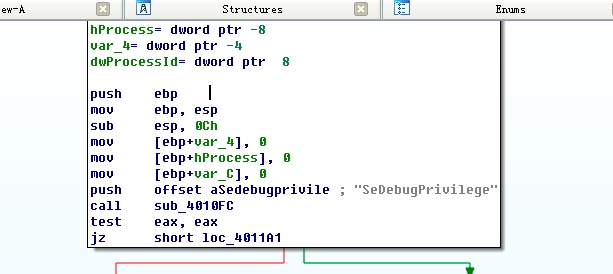 ew-A Structures Enums
hProcess= dword ptr -8
var_4= dword ptr -4
dwProcessId= dword ptr  8
push    ebp
mov     ebp, esp
sub     esp, 0Ch
mov     [ebp+var_4], 0
mov     [ebp+hProcess], 0
mov     [ebp+var_C], 0
push    offset aSedebugprivile ; "SeDebugPrivilege"
call    sub_4010FC
test    eax, eax
jz      short loc_4011A1